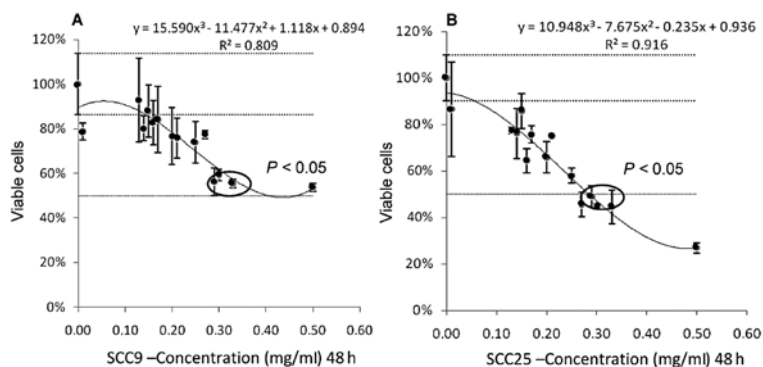 A
y = 15.590x³ - 11.477x² + 1.118x + 0.894
R² = 0.809
120%
100%
80%
60%
40%
20%
0%
Viable cells
P < 0.05
0.00 0.10 0.20 0.30 0.40 0.50 0.60
SCC9 –Concentration (mg/ml) 48 h
B
y = 10.948x³ - 7.675x² - 0.235x + 0.936
R² = 0.916
120%
100%
80%
60%
40%
20%
0%
Viable cells
P < 0.05
0.00 0.10 0.20 0.30 0.40 0.50 0.60
SCC25 –Concentration (mg/ml) 48 h